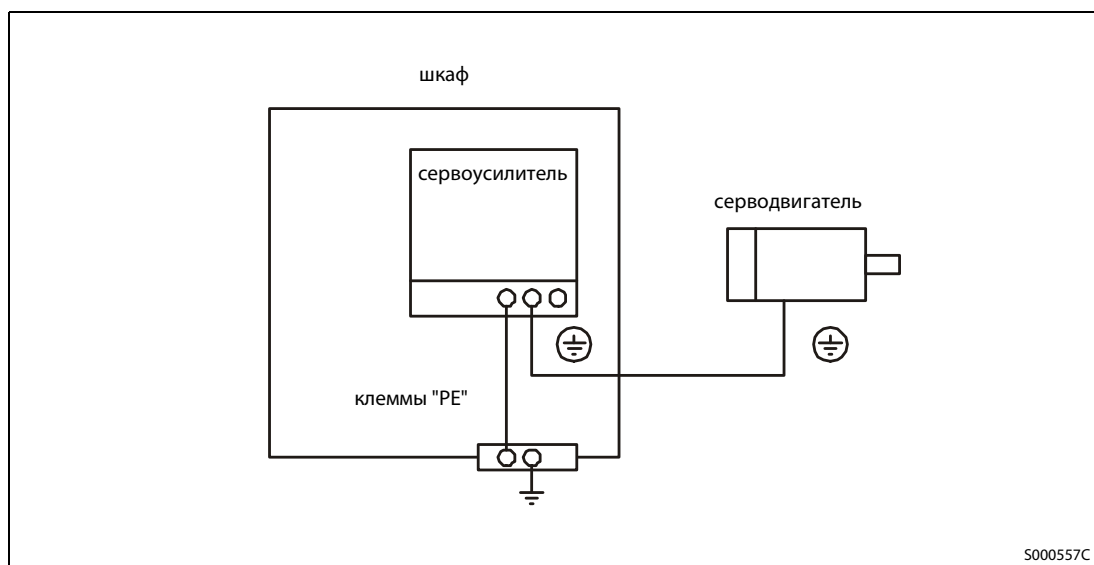 шкаф
сервоусилитель
серводвигатель
клеммы "PE"
S000557C